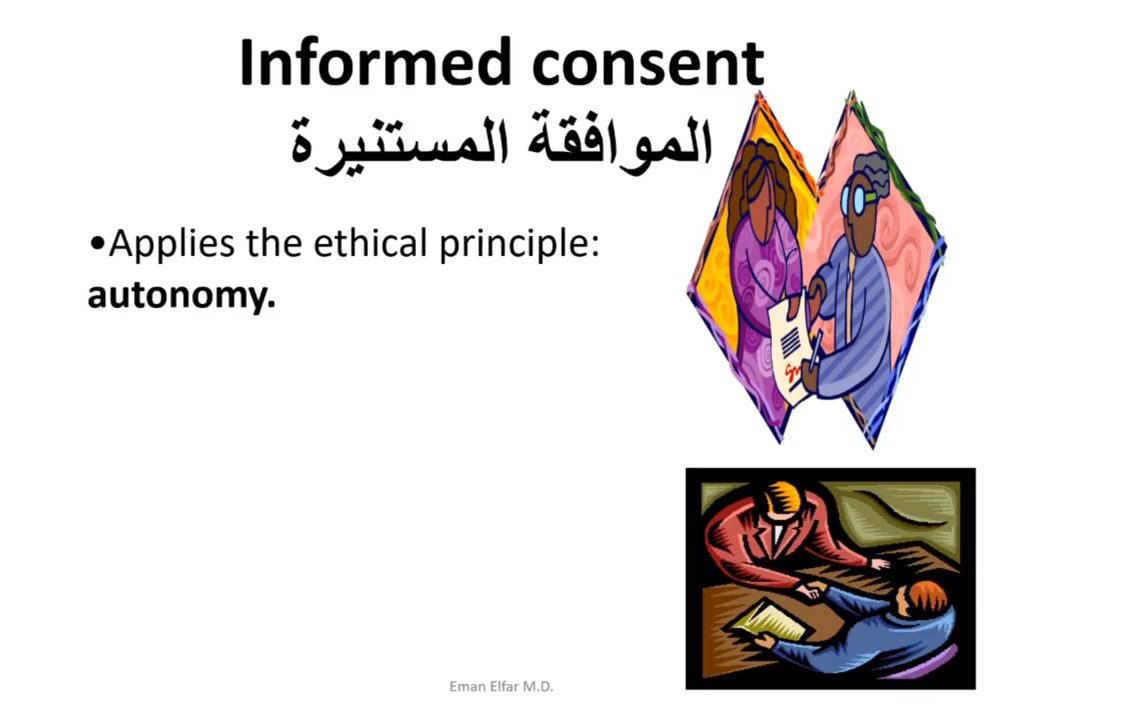 Informed consent
الموافقة المستنيرة
•Applies the ethical principle:
autonomy.
Eman Elfar M.D.